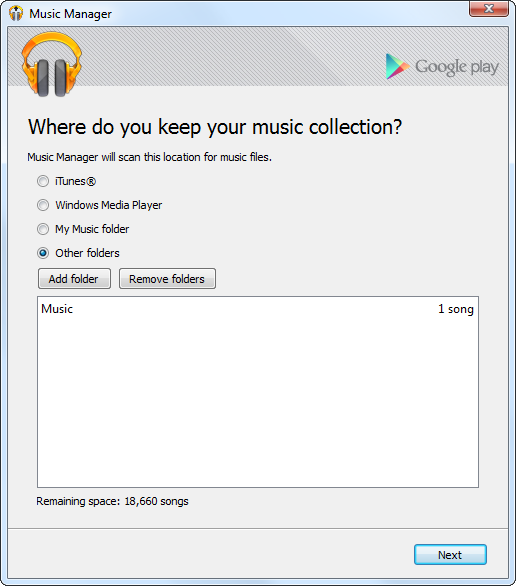 Music Manager
Google play
Where do you keep your music collection?
Music Manager will scan this location for music files.
iTunes®
Windows Media Player
My Music folder
Other folders
Add folder Remove folders
Music 1 song
Remaining space: 18,660 songs
Next